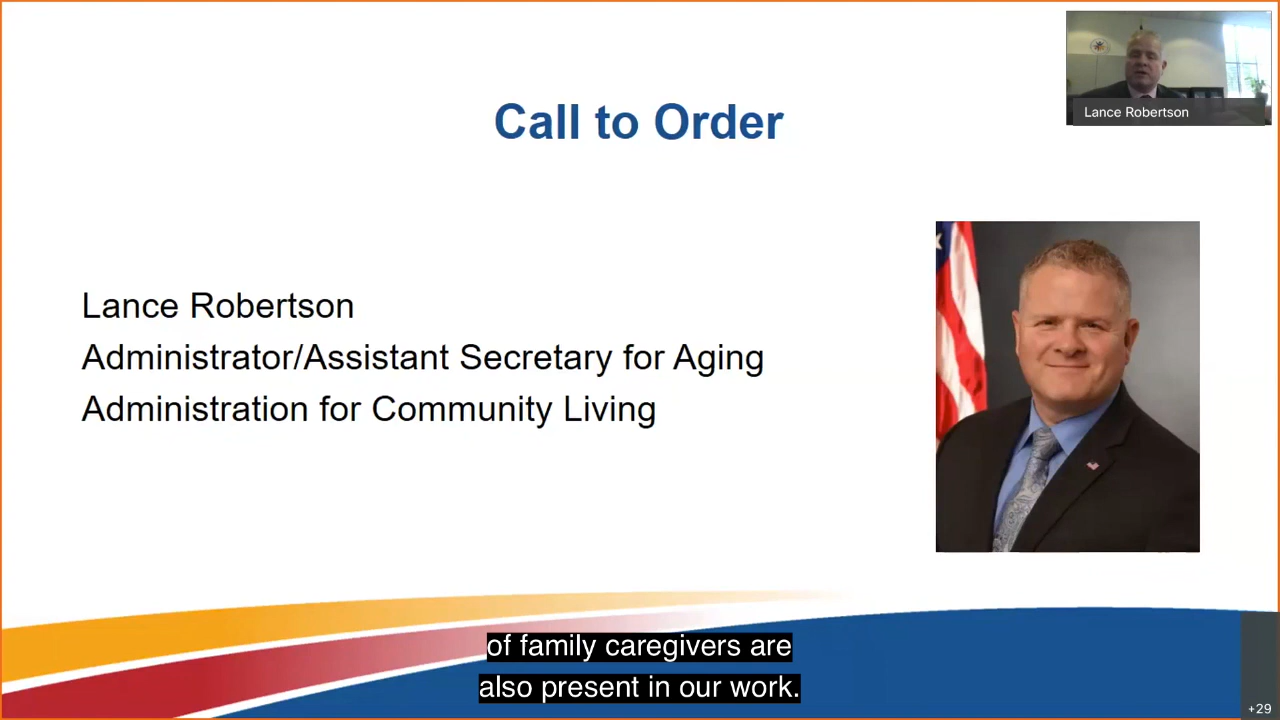 Call to Order
Lance Robertson
Lance Robertson
Administrator/Assistant Secretary for Aging
Administration for Community Living
of family caregivers are
also present in our work.
+29